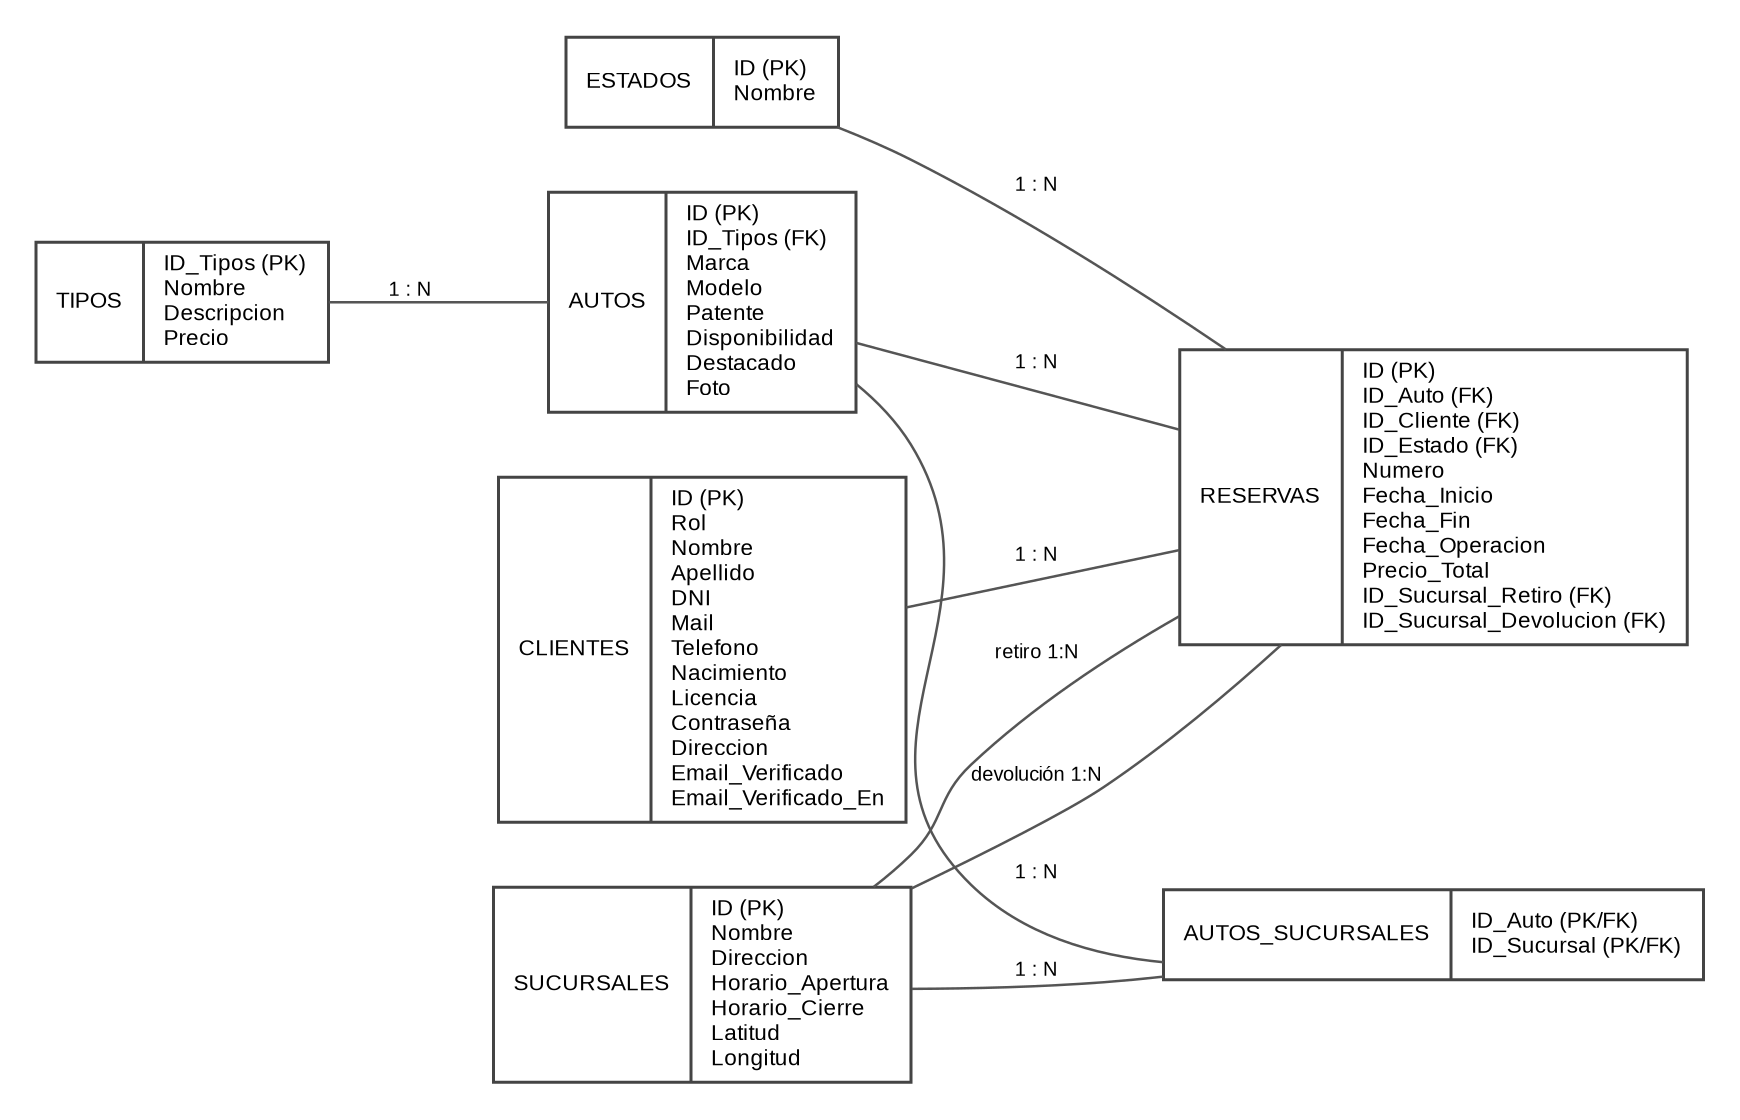 ESTADOS
ID (PK)
Nombre
1 : N
TIPOS
ID_Tipos (PK)
Nombre
Descripcion
Precio
1 : N
AUTOS
ID (PK)
ID_Tipos (FK)
Marca
Modelo
Patente
Disponibilidad
Destacado
Foto
1 : N
RESERVAS
ID (PK)
ID_Auto (FK)
ID_Cliente (FK)
ID_Estado (FK)
Numero
Fecha_Inicio
Fecha_Fin
Fecha_Operacion
Precio_Total
ID_Sucursal_Retiro (FK)
ID_Sucursal_Devolucion (FK)
CLIENTES
ID (PK)
Rol
Nombre
Apellido
DNI
Mail
Telefono
Nacimiento
Licencia
Contraseña
Direccion
Email_Verificado
Email_Verificado_En
1 : N
retiro 1:N
devolución 1:N
1 : N
SUCURSALES
ID (PK)
Nombre
Direccion
Horario_Apertura
Horario_Cierre
Latitud
Longitud
1 : N
AUTOS_SUCURSALES
ID_Auto (PK/FK)
ID_Sucursal (PK/FK)